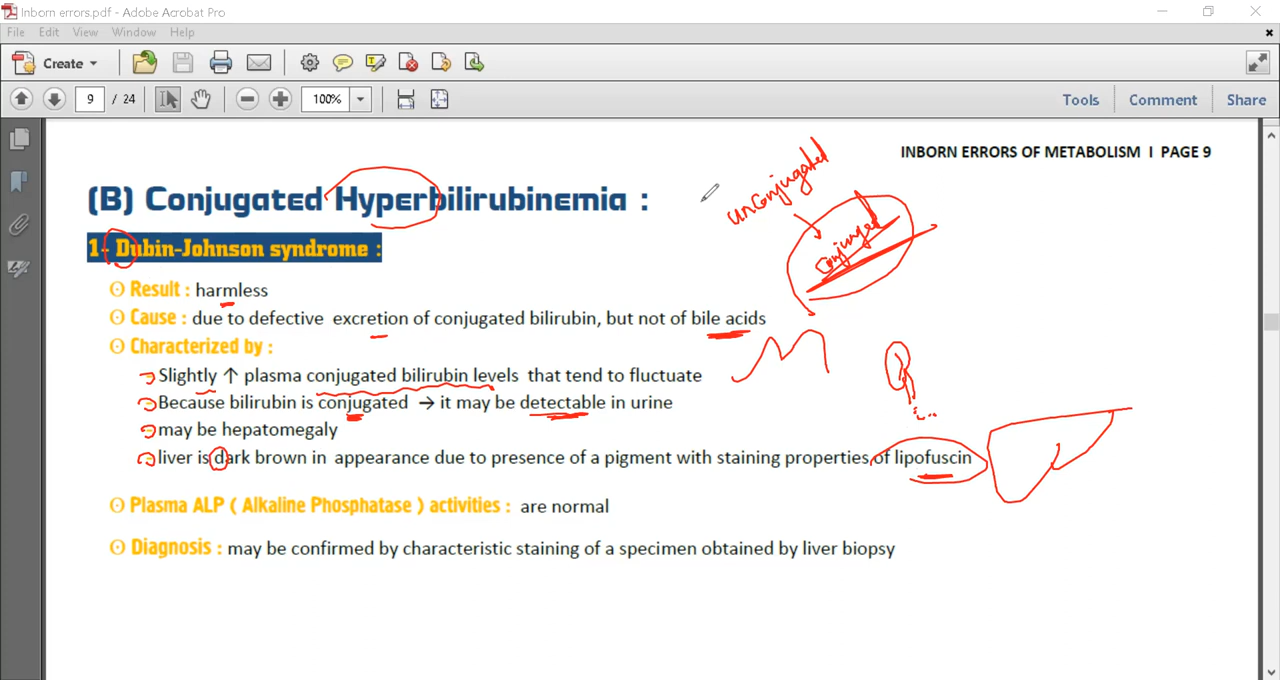 Inborn errors.pdf - Adobe Acrobat Pro
File Edit View Window Help
Create
9 / 24 100% Tools Comment Share
INBORN ERRORS OF METABOLISM I PAGE 9
(B) Conjugated Hyperbilirubinemia :
unconjugated
conjugated
1- Dubin-Johnson syndrome :
Result : harmless
Cause : due to defective excretion of conjugated bilirubin, but not of bile acids
Characterized by :
Slightly ↑ plasma conjugated bilirubin levels that tend to fluctuate
Because bilirubin is conjugated → it may be detectable in urine
may be hepatomegaly
liver is dark brown in appearance due to presence of a pigment with staining properties of lipofuscin
Plasma ALP ( Alkaline Phosphatase ) activities : are normal
Diagnosis : may be confirmed by characteristic staining of a specimen obtained by liver biopsy